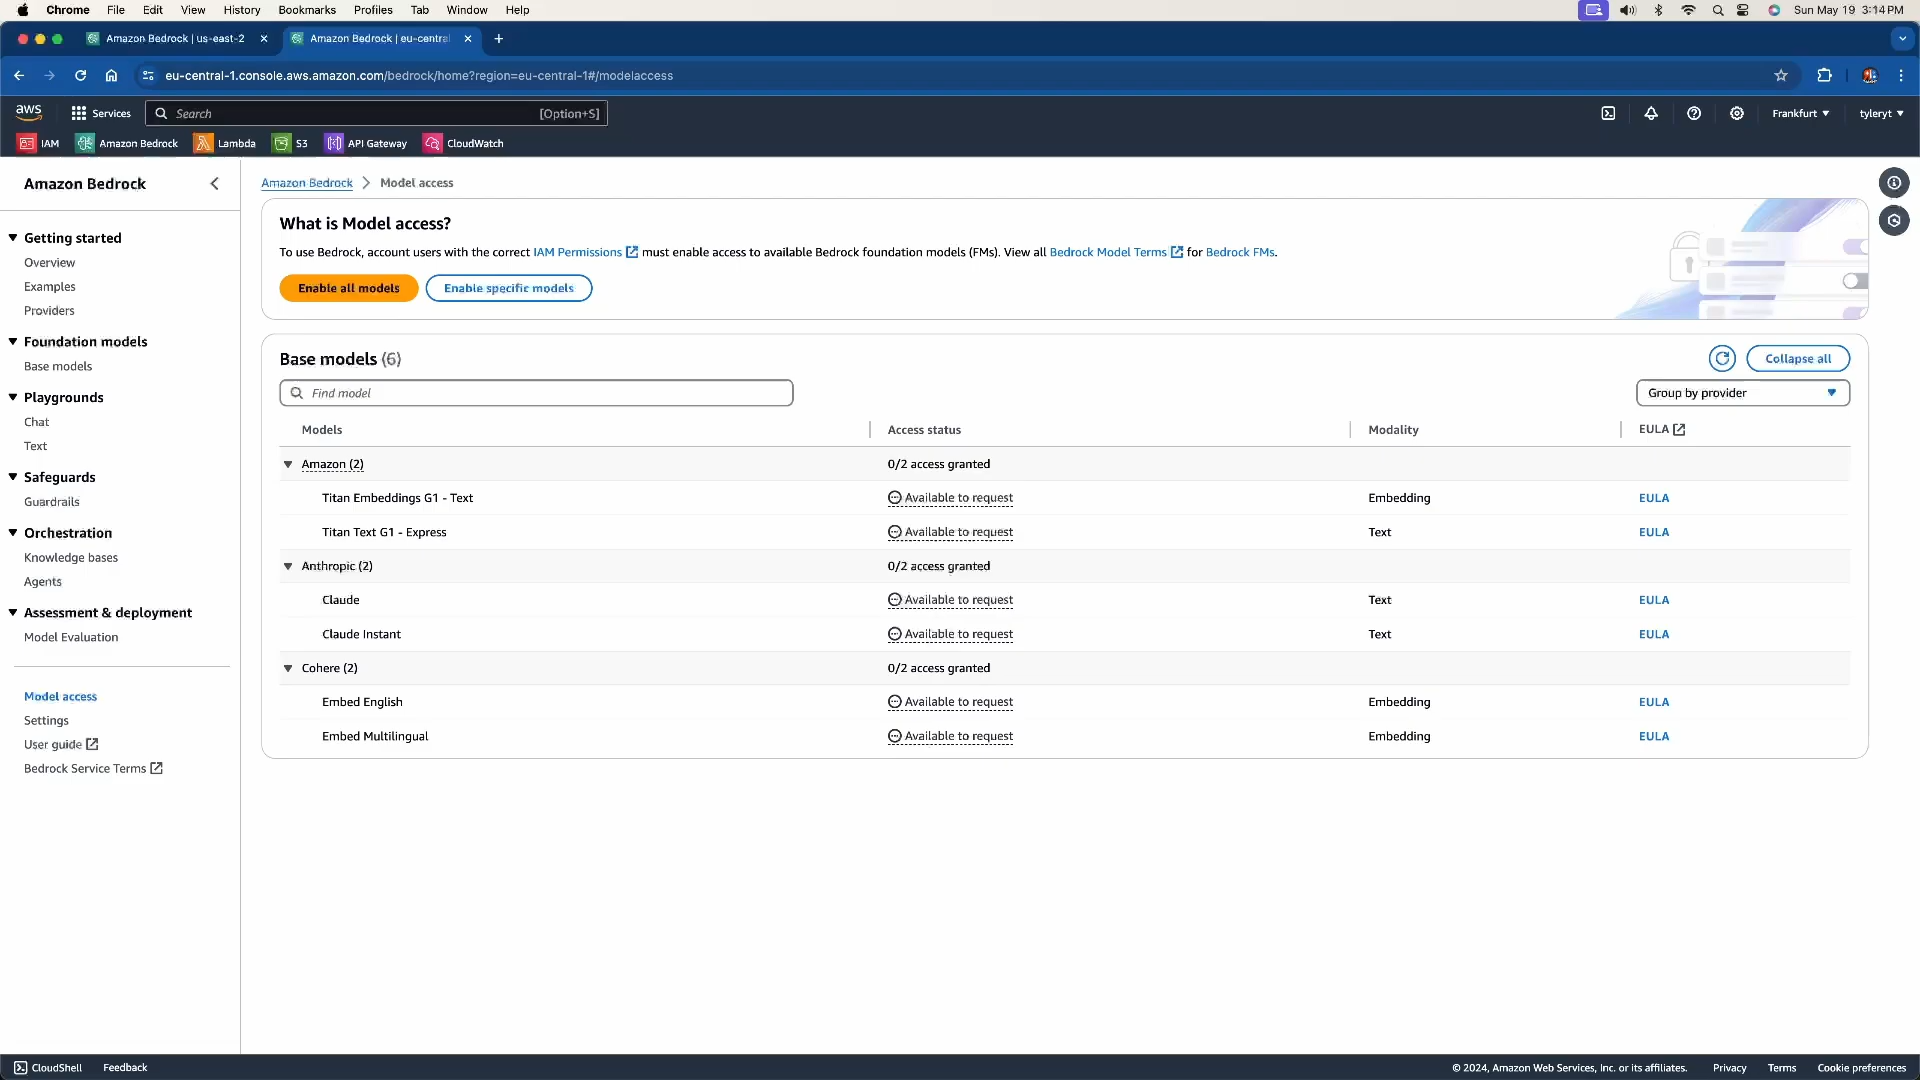 Chrome File Edit View History Bookmarks Profiles Tab Window Help Sun May 19 3:14 PM
Amazon Bedrock | us-east-2 Amazon Bedrock | eu-central
eu-central-1.console.aws.amazon.com/bedrock/home?region=eu-central-1#/modelaccess
aws Services Search [Option+S] Frankfurt tyleryt
IAM Amazon Bedrock Lambda S3 API Gateway CloudWatch
Amazon Bedrock
Getting started
Overview
Examples
Providers
Foundation models
Base models
Playgrounds
Chat
Text
Safeguards
Guardrails
Orchestration
Knowledge bases
Agents
Assessment & deployment
Model Evaluation
Model access
Settings
User guide
Bedrock Service Terms
Amazon Bedrock Model access
What is Model access?
To use Bedrock, account users with the correct IAM Permissions must enable access to available Bedrock foundation models (FMs). View all Bedrock Model Terms for Bedrock FMs.
Enable all models Enable specific models
Base models (6) Collapse all
Find model Group by provider
Models Access status Modality EULA
Amazon (2) 0/2 access granted
Titan Embeddings G1 - Text Available to request Embedding EULA
Titan Text G1 - Express Available to request Text EULA
Anthropic (2) 0/2 access granted
Claude Available to request Text EULA
Claude Instant Available to request Text EULA
Cohere (2) 0/2 access granted
Embed English Available to request Embedding EULA
Embed Multilingual Available to request Embedding EULA
CloudShell Feedback © 2024, Amazon Web Services, Inc. or its affiliates. Privacy Terms Cookie preferences